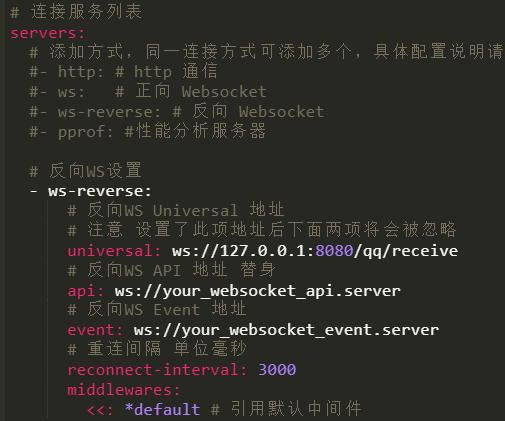 # 连接服务列表
servers:
  # 添加方式，同一连接方式可添加多个，具体配置说明请
  #- http: # http 通信
  #- ws:   # 正向 Websocket
  #- ws-reverse: # 反向 Websocket
  #- pprof: #性能分析服务器
  # 反向WS设置
  - ws-reverse:
      # 反向WS Universal 地址
      # 注意 设置了此项地址后下面两项将会被忽略
      universal: ws://127.0.0.1:8080/qq/receive
      # 反向WS API 地址 替身
      api: ws://your_websocket_api.server
      # 反向WS Event 地址
      event: ws://your_websocket_event.server
      # 重连间隔 单位毫秒
      reconnect-interval: 3000
      middlewares:
        <<: *default # 引用默认中间件